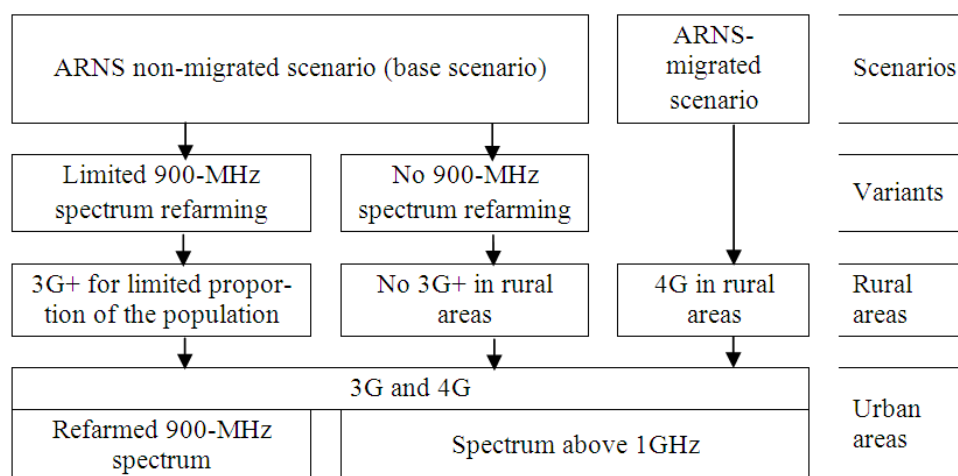 ARNS non-migrated scenario (base scenario)
ARNS-
migrated
scenario
Scenarios
Limited 900-MHz
spectrum refarming
No 900-MHz
spectrum refarming
Variants
3G+ for limited propor-
tion of the population
No 3G+ in rural
areas
4G in rural
areas
Rural
areas
3G and 4G
Refarmed 900-MHz
spectrum
Spectrum above 1GHz
Urban
areas